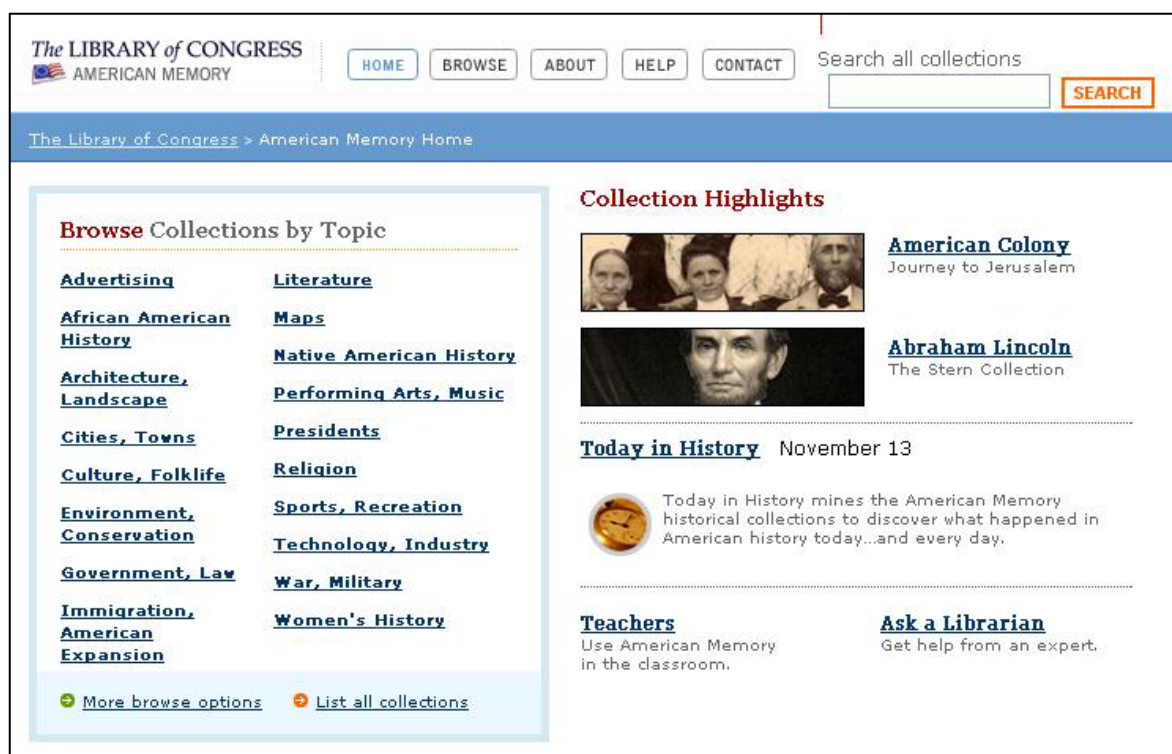 The LIBRARY of CONGRESS
AMERICAN MEMORY
HOME
BROWSE
ABOUT
HELP
CONTACT
Search all collections
SEARCH
The Library of Congress > American Memory Home
Browse Collections by Topic
Advertising
African American
History
Architecture,
Landscape
Cities, Towns
Culture, Folklife
Environment,
Conservation
Government, Law
Immigration,
American
Expansion
Literature
Maps
Native American History
Performing Arts, Music
Presidents
Religion
Sports, Recreation
Technology, Industry
War, Military
Women's History
More browse options
List all collections
Collection Highlights
American Colony
Journey to Jerusalem
Abraham Lincoln
The Stern Collection
Today in History November 13
Today in History mines the American Memory
historical collections to discover what happened in
American history today...and every day.
Teachers
Use American Memory
in the classroom.
Ask a Librarian
Get help from an expert.